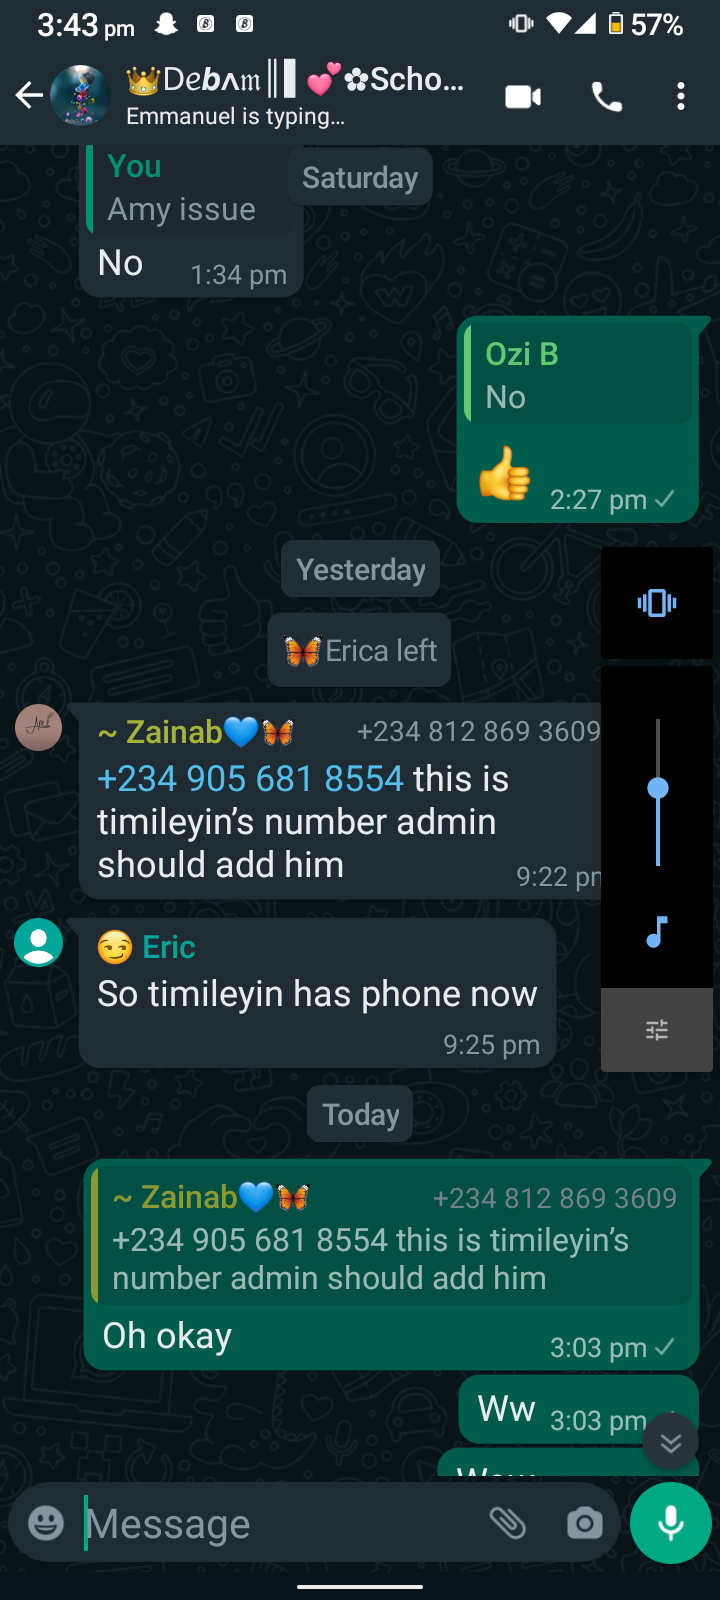 3:43 pm
57%
👑D𝑒𝒃ʌ𝔪║▌💕✿Scho...
Emmanuel is typing...
You
Saturday
Amy issue
No
1:34 pm
Ozi B
No
👍
2:27 pm
Yesterday
🦋Erica left
~ Zainab💙🦋 +234 812 869 3609
+234 905 681 8554 this is
timileyin's number admin
should add him
9:22 pm
😏 Eric
So timileyin has phone now
9:25 pm
Today
~ Zainab💙🦋 +234 812 869 3609
+234 905 681 8554 this is timileyin's
number admin should add him
Oh okay
3:03 pm
Ww 3:03 pm
Message